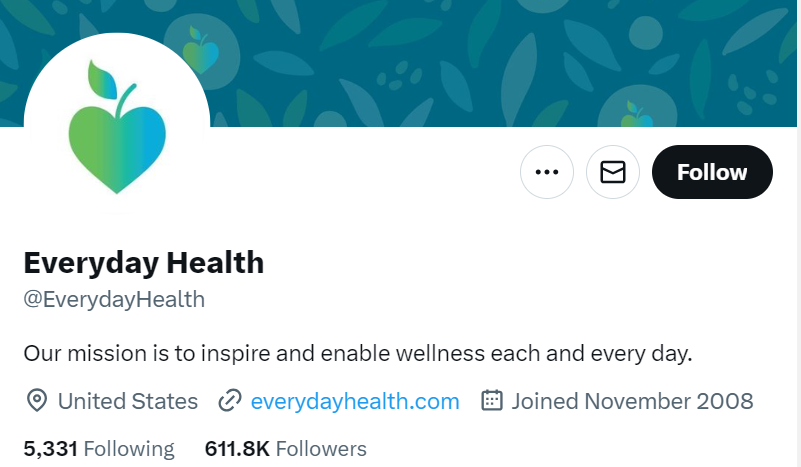 Follow
Everyday Health
@EverydayHealth
Our mission is to inspire and enable wellness each and every day.
United States everydayhealth.com Joined November 2008
5,331 Following 611.8K Followers